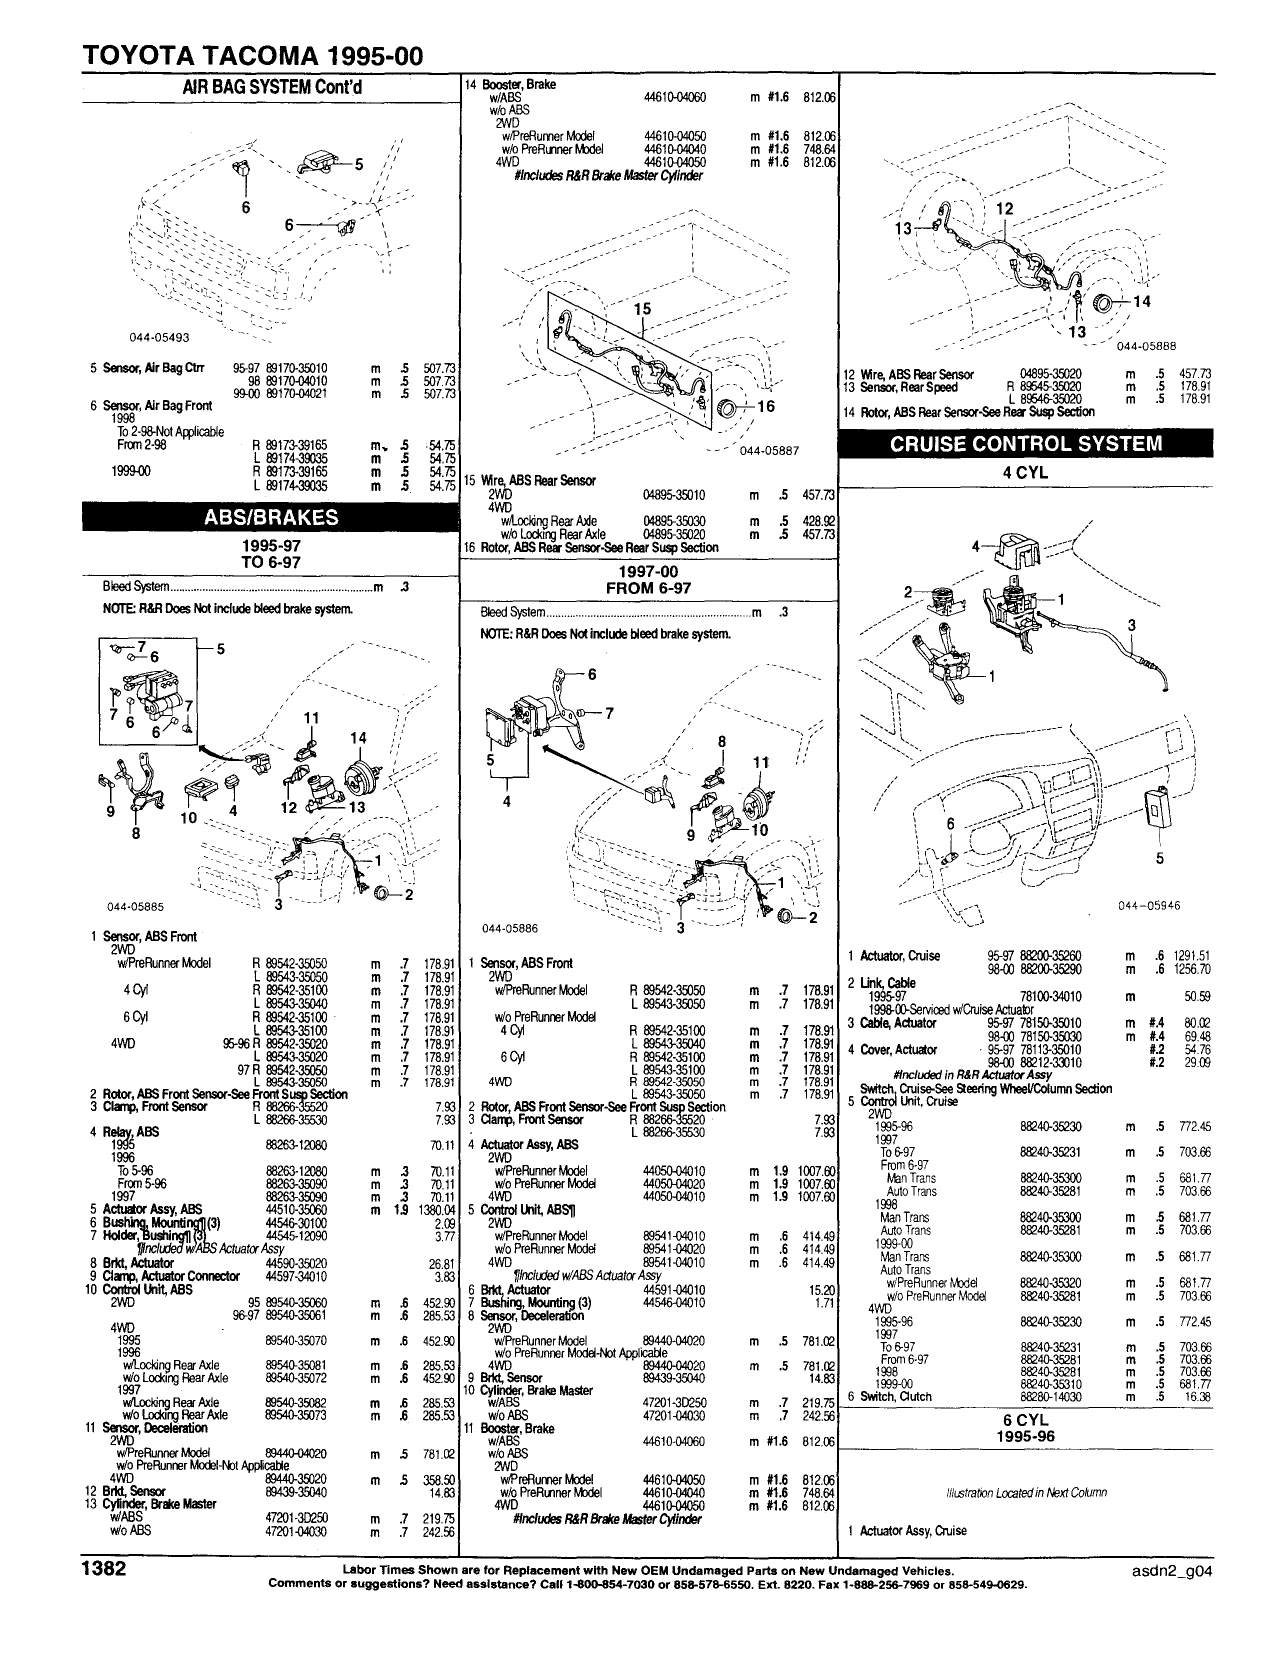 TOYOTA TACOMA 1995-00
AIR BAG SYSTEM Cont'd
5
6
6
044-05493
5 Sensor, Air Bag Ctrr 95-97 89170-35010 m .5 507.73
98 89170-04010 m .5 507.73
99-00 89170-04021 m .5 507.73
6 Sensor, Air Bag Front
1998
To 2-98-Not Applicable
From 2-98 R 89173-39165 m .5 54.75
L 89174-39035 m .5 54.75
1999-00 R 89173-39165 m .5 54.75
L 89174-39035 m .5 54.75
ABS/BRAKES
1995-97
TO 6-97
Bleed System m .3
NOTE: R&R Does Not include bleed brake system.
7
6
5
7
6
6
7
11
14
9
8
10
4
12
13
1
2
3
044-05885
1 Sensor, ABS Front
2WD
w/PreRunner Model R 89542-35050 m .7 178.91
L 89543-35050 m .7 178.91
4 Cyl R 89542-35100 m .7 178.91
L 89543-35040 m .7 178.91
6 Cyl R 89542-35100 m .7 178.91
L 89543-35100 m .7 178.91
4WD 95-96 R 89542-35020 m .7 178.91
L 89543-35020 m .7 178.91
97 R 89542-35050 m .7 178.91
L 89543-35050 m .7 178.91
2 Rotor, ABS Front Sensor-See Front Susp Section
3 Clamp, Front Sensor R 88266-35520 7.93
L 88266-35530 7.93
4 Relay, ABS
1995 88263-12080 70.11
1996
To 5-96 88263-12080 m .3 70.11
From 5-96 88263-35090 m .3 70.11
1997 88263-35090 m .3 70.11
5 Actuator Assy, ABS 44510-35060 m 1.9 1380.04
6 Bushing, Mounting¶(3) 44546-30100 2.09
7 Holder, Bushing¶(3) 44545-12090 3.77
¶Included w/ABS Actuator Assy
8 Brkt, Actuator 44590-35020 26.81
9 Clamp, Actuator Connector 44597-34010 3.83
10 Control Unit, ABS
2WD 95 89540-35060 m .6 452.90
96-97 89540-35061 m .6 285.53
4WD
1995 89540-35070 m .6 452.90
1996
w/Locking Rear Axle 89540-35081 m .6 285.53
w/o Locking Rear Axle 89540-35072 m .6 452.90
1997
w/Locking Rear Axle 89540-35082 m .6 285.53
w/o Locking Rear Axle 89540-35073 m .6 285.53
11 Sensor, Deceleration
2WD
w/PreRunner Model 89440-04020 m .5 781.02
w/o PreRunner Model-Not Applicable
4WD 89440-35020 m .5 358.50
12 Brkt, Sensor 89439-35040 14.83
13 Cylinder, Brake Master
w/ABS 47201-3D250 m .7 219.75
w/o ABS 47201-04030 m .7 242.56
14 Booster, Brake
w/ABS 44610-04060 m #1.6 812.06
w/o ABS
2WD
w/PreRunner Model 44610-04050 m #1.6 812.06
w/o PreRunner Model 44610-04040 m #1.6 748.64
4WD 44610-04050 m #1.6 812.06
#Includes R&R Brake Master Cylinder
15
16
044-05887
15 Wire, ABS Rear Sensor
2WD 04895-35010 m .5 457.73
4WD
w/Locking Rear Axle 04895-35030 m .5 428.92
w/o Locking Rear Axle 04895-35020 m .5 457.73
16 Rotor, ABS Rear Sensor-See Rear Susp Section
1997-00
FROM 6-97
Bleed System m .3
NOTE: R&R Does Not include bleed brake system.
6
7
5
4
8
11
9
10
1
2
3
044-05886
1 Sensor, ABS Front
2WD
w/PreRunner Model R 89542-35050 m .7 178.91
L 89543-35050 m .7 178.91
w/o PreRunner Model
4 Cyl R 89542-35100 m .7 178.91
L 89543-35040 m .7 178.91
6 Cyl R 89542-35100 m .7 178.91
L 89543-35100 m .7 178.91
4WD R 89542-35050 m .7 178.91
L 89543-35050 m .7 178.91
2 Rotor, ABS Front Sensor-See Front Susp Section
3 Clamp, Front Sensor R 88266-35520 7.93
L 88266-35530 7.93
4 Actuator Assy, ABS
2WD
w/PreRunner Model 44050-04010 m 1.9 1007.60
w/o PreRunner Model 44050-04020 m 1.9 1007.60
4WD 44050-04010 m 1.9 1007.60
5 Control Unit, ABS¶
2WD
w/PreRunner Model 89541-04010 m .6 414.49
w/o PreRunner Model 89541-04020 m .6 414.49
4WD 89541-04010 m .6 414.49
¶Included w/ABS Actuator Assy
6 Brkt, Actuator 44591-04010 15.20
7 Bushing, Mounting (3) 44546-04010 1.71
8 Sensor, Deceleration
2WD
w/PreRunner Model 89440-04020 m .5 781.02
w/o PreRunner Model-Not Applicable
4WD 89440-04020 m .5 781.02
9 Brkt, Sensor 89439-35040 14.83
10 Cylinder, Brake Master
w/ABS 47201-3D250 m .7 219.75
w/o ABS 47201-04030 m .7 242.56
11 Booster, Brake
w/ABS 44610-04060 m #1.6 812.06
w/o ABS
2WD
w/PreRunner Model 44610-04050 m #1.6 812.06
w/o PreRunner Model 44610-04040 m #1.6 748.64
4WD 44610-04050 m #1.6 812.06
#Includes R&R Brake Master Cylinder
12
13
14
13
044-05888
12 Wire, ABS Rear Sensor 04895-35020 m .5 457.73
13 Sensor, Rear Speed R 89545-35020 m .5 178.91
L 89546-35020 m .5 178.91
14 Rotor, ABS Rear Sensor-See Rear Susp Section
CRUISE CONTROL SYSTEM
4 CYL
4
2
1
3
1
6
5
044-05946
1 Actuator, Cruise 95-97 88200-35260 m .6 1291.51
98-00 88200-35290 m .6 1256.70
2 Link, Cable
1995-97 78100-34010 m 50.59
1998-00-Serviced w/Cruise Actuator
3 Cable, Actuator 95-97 78150-35010 m #.4 80.02
98-00 78150-35030 m #.4 69.48
4 Cover, Actuator 95-97 78113-35010 #.2 54.76
98-00 88212-33010 #.2 29.09
#Included in R&R Actuator Assy
Switch, Cruise-See Steering Wheel/Column Section
5 Control Unit, Cruise
2WD
1995-96 88240-35230 m .5 772.45
1997
To 6-97 88240-35231 m .5 703.66
From 6-97
Man Trans 88240-35300 m .5 681.77
Auto Trans 88240-35281 m .5 703.66
1998
Man Trans 88240-35300 m .5 681.77
Auto Trans 88240-35281 m .5 703.66
1999-00
Man Trans 88240-35300 m .5 681.77
Auto Trans
w/PreRunner Model 88240-35320 m .5 681.77
w/o PreRunner Model 88240-35281 m .5 703.66
4WD
1995-96 88240-35230 m .5 772.45
1997
To 6-97 88240-35231 m .5 703.66
From 6-97 88240-35281 m .5 703.66
1998 88240-35281 m .5 703.66
1999-00 88240-35310 m .5 681.77
6 Switch, Clutch 88280-14030 m .5 16.38
6 CYL
1995-96
Illustration Located in Next Column
1 Actuator Assy, Cruise
1382
Labor Times Shown are for Replacement with New OEM Undamaged Parts on New Undamaged Vehicles.
Comments or suggestions? Need assistance? Call 1-800-854-7030 or 858-578-6550. Ext. 8220. Fax 1-888-256-7969 or 858-549-0629.
asdn2_g04